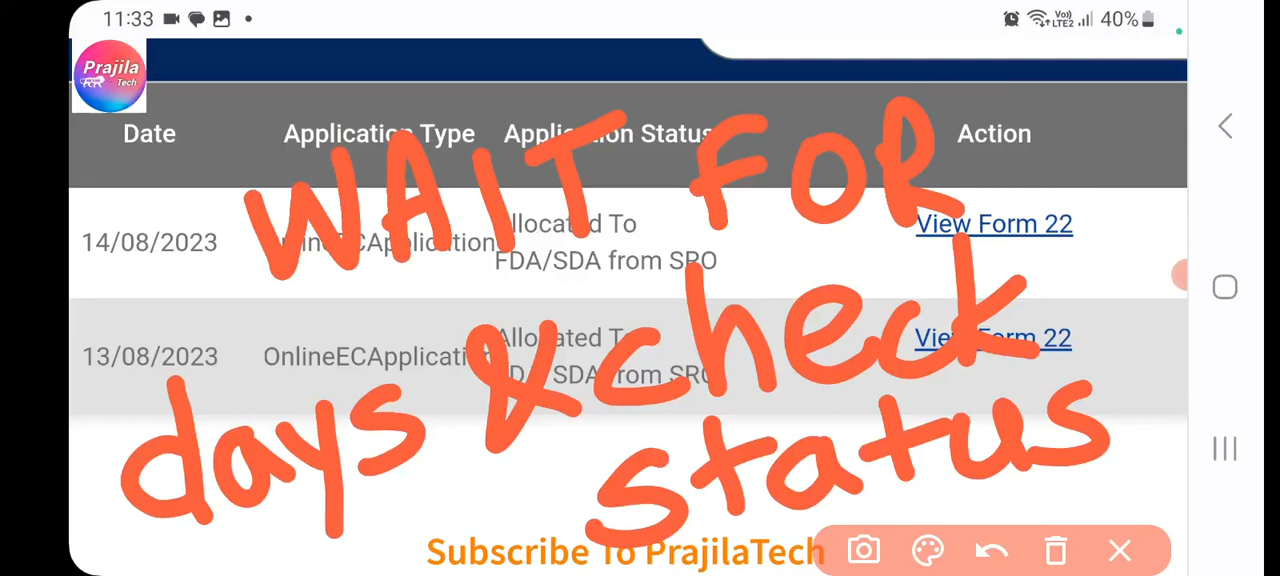 11:33
Vo)) LTE2 40%
Prajila
Tech
Date Application Type Application Status Action
WAIT FOR
14/08/2023 OnlineECApplication Allocated To FDA/SDA from SRO View Form 22
13/08/2023 OnlineECApplication Allocated To FDA/SDA from SRO View Form 22
days & check
status
Subscribe To PrajilaTech